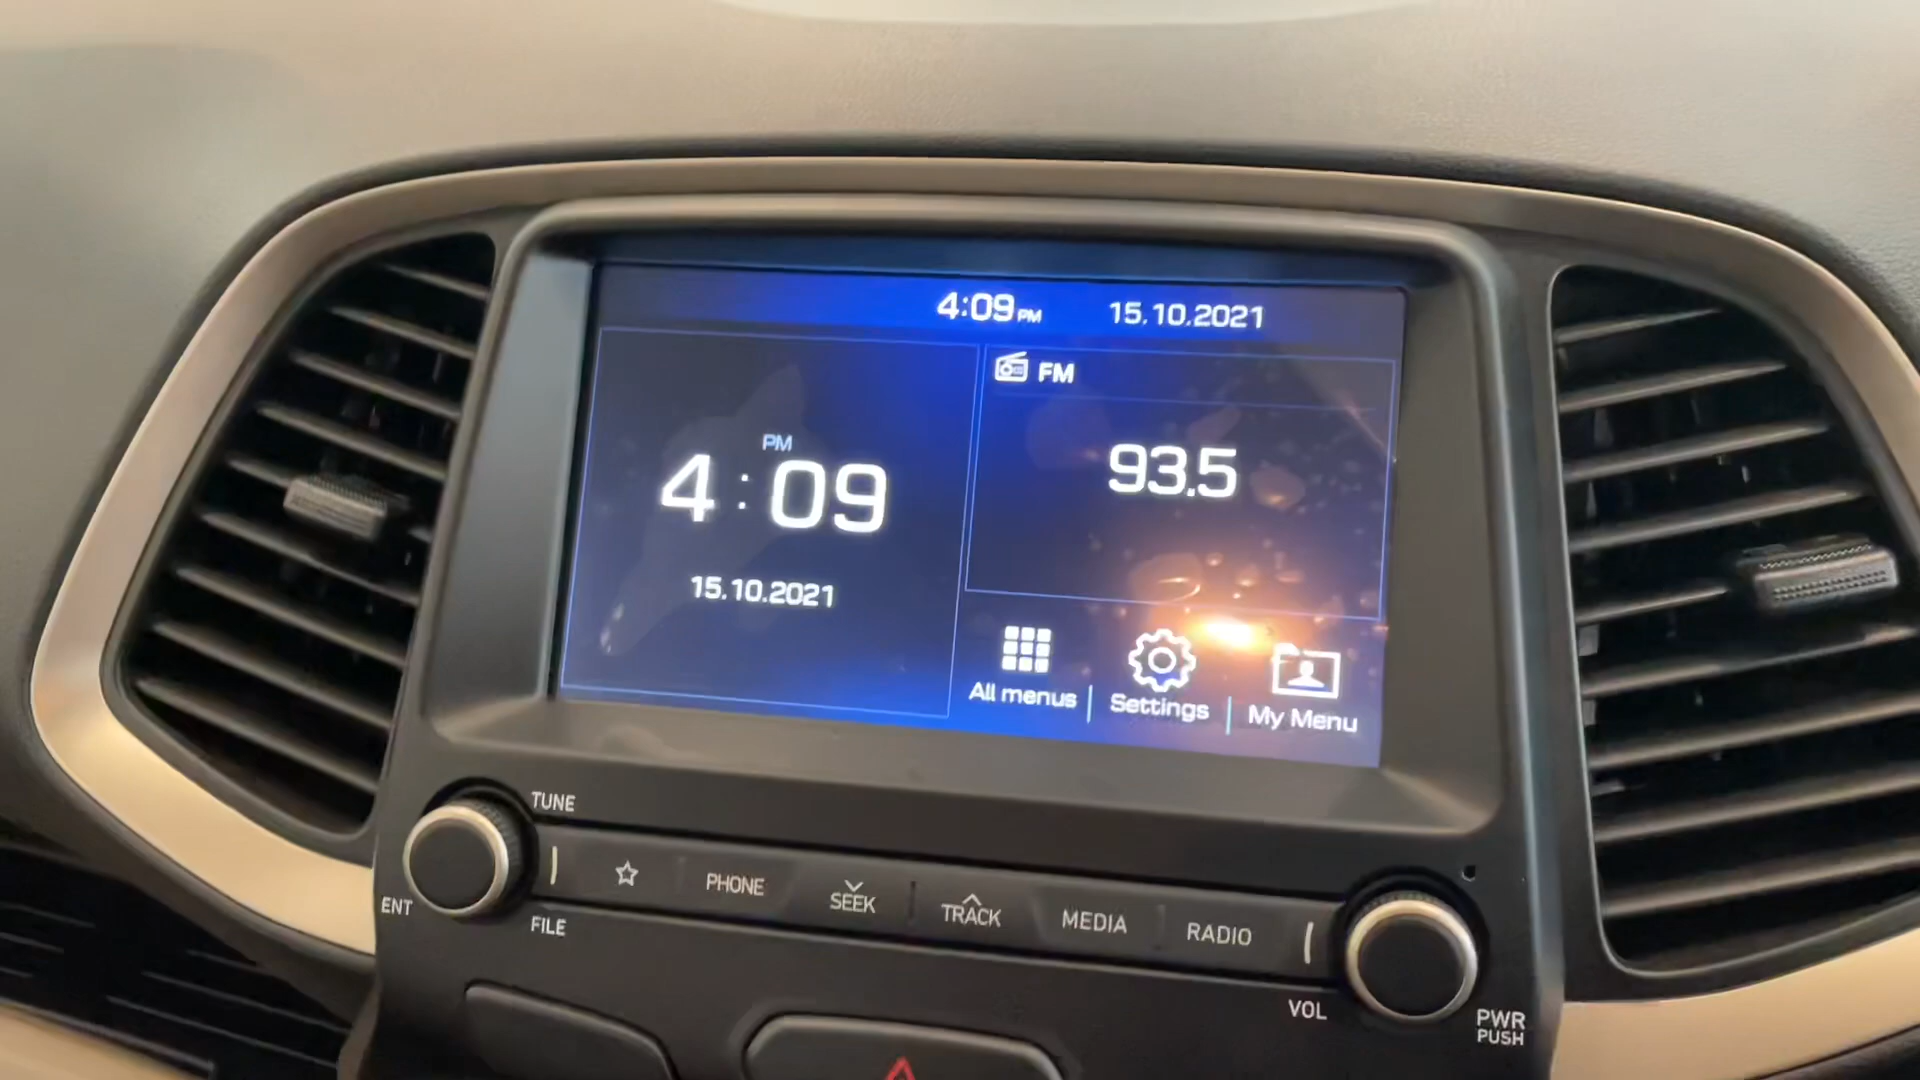 4:09 PM 15.10.2021
FM
PM
4:09
93.5
15.10.2021
All menus
Settings
My Menu
TUNE
ENT
FILE
PHONE
SEEK
TRACK
MEDIA
RADIO
VOL
PWR
PUSH